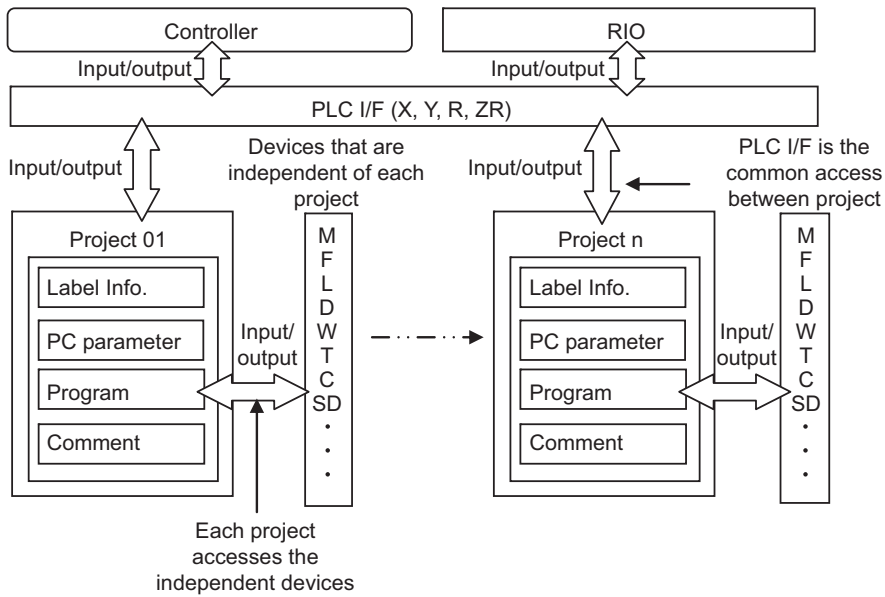 Controller
RIO
Input/output
Input/output
PLC I/F (X, Y, R, ZR)
Input/output
Devices that are
independent of each
project
Input/output
PLC I/F is the
common access
between project
Project 01
Label Info.
PC parameter
Program
Comment
Input/
output
M
F
L
D
W
T
C
SD
.
.
.
Project n
Label Info.
PC parameter
Program
Comment
Input/
output
M
F
L
D
W
T
C
SD
.
.
.
Each project
accesses the
independent devices